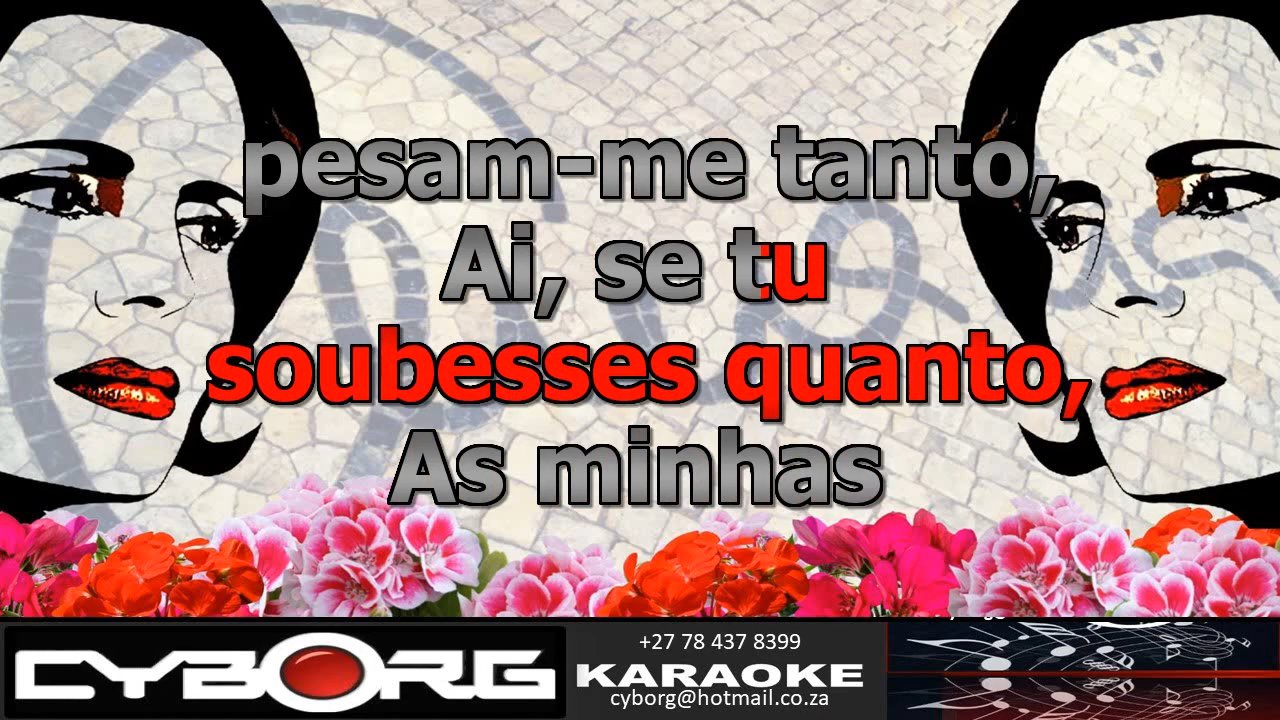 pesam-me tanto,
Ai, se tu
soubesses quanto,
As minhas
CYBORG
+27 78 437 8399
KARAOKE
cyborg@hotmail.co.za